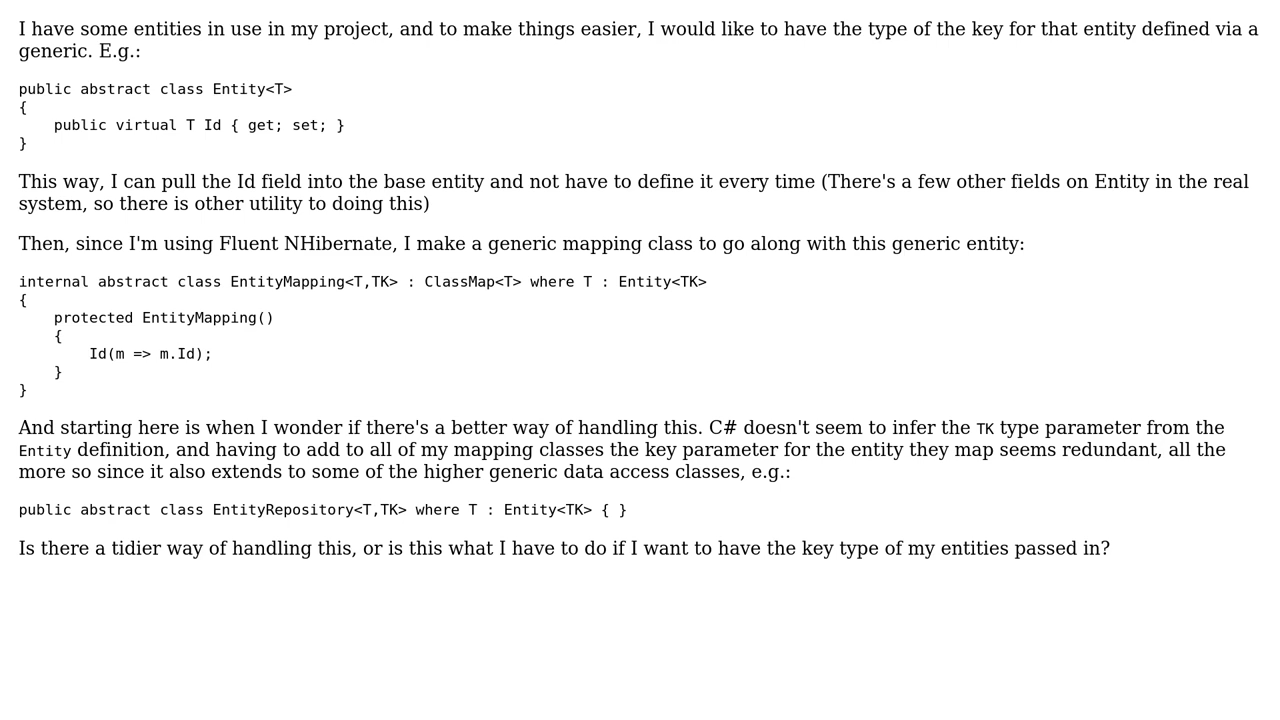 I have some entities in use in my project, and to make things easier, I would like to have the type of the key for that entity defined via a
generic. E.g.:
public abstract class Entity<T>
{
    public virtual T Id { get; set; }
}
This way, I can pull the Id field into the base entity and not have to define it every time (There's a few other fields on Entity in the real
system, so there is other utility to doing this)
Then, since I'm using Fluent NHibernate, I make a generic mapping class to go along with this generic entity:
internal abstract class EntityMapping<T,TK> : ClassMap<T> where T : Entity<TK>
{
    protected EntityMapping()
    {
        Id(m => m.Id);
    }
}
And starting here is when I wonder if there's a better way of handling this. C# doesn't seem to infer the TK type parameter from the
Entity definition, and having to add to all of my mapping classes the key parameter for the entity they map seems redundant, all the
more so since it also extends to some of the higher generic data access classes, e.g.:
public abstract class EntityRepository<T,TK> where T : Entity<TK> { }
Is there a tidier way of handling this, or is this what I have to do if I want to have the key type of my entities passed in?